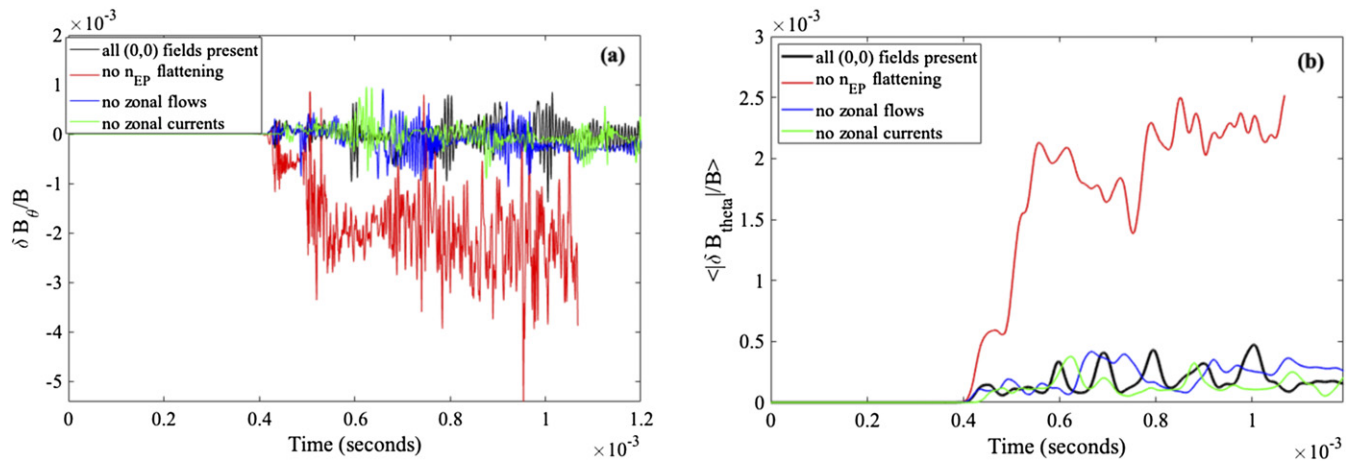 ×10⁻³
2
1
0
-1
-2
-3
-4
-5
δ B_θ/B
(a)
all (0,0) fields present
no n_EP flattening
no zonal flows
no zonal currents
0
0.2
0.4
0.6
0.8
1
1.2
Time (seconds)
×10⁻³
×10⁻³
3
2.5
2
1.5
1
0.5
0
<|δ B_theta|/B>
(b)
all (0,0) fields present
no n_EP flattening
no zonal flows
no zonal currents
0
0.2
0.4
0.6
0.8
1
Time (seconds)
×10⁻³